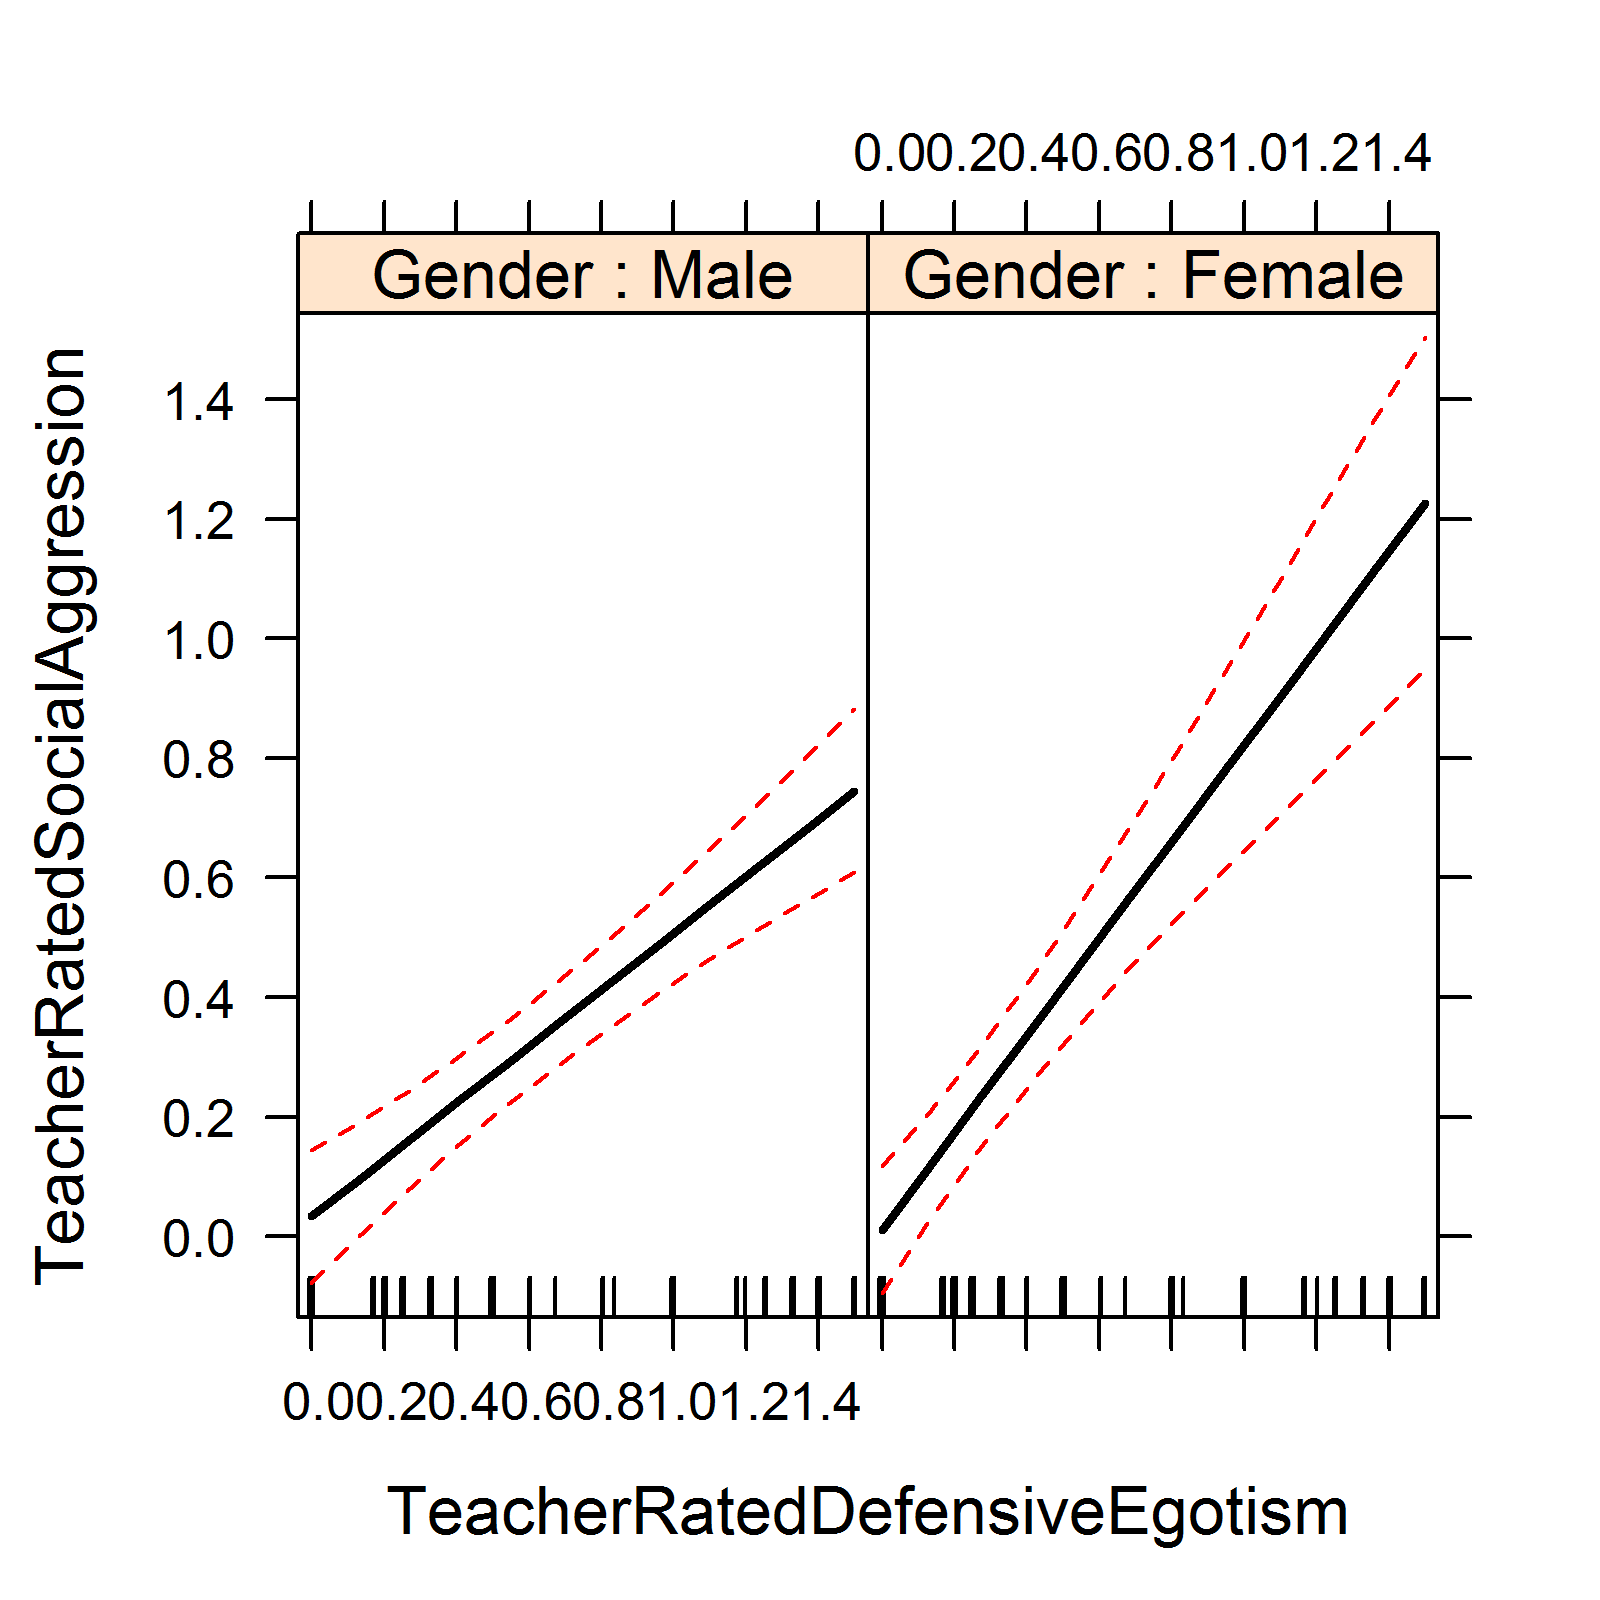 0.00.20.40.60.81.01.21.4
Gender : Male
Gender : Female
TeacherRatedSocialAggression
1.4
1.2
1.0
0.8
0.6
0.4
0.2
0.0
0.00.20.40.60.81.01.21.4
TeacherRatedDefensiveEgotism